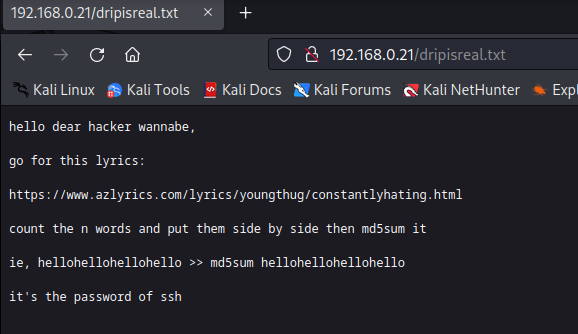 192.168.0.21/dripisreal.txt
192.168.0.21/dripisreal.txt
Kali Linux Kali Tools Kali Docs Kali Forums Kali NetHunter Expl
hello dear hacker wannabe,
go for this lyrics:
https://www.azlyrics.com/lyrics/youngthug/constantlyhating.html
count the n words and put them side by side then md5sum it
ie, hellohellohellohello >> md5sum hellohellohellohello
it's the password of ssh